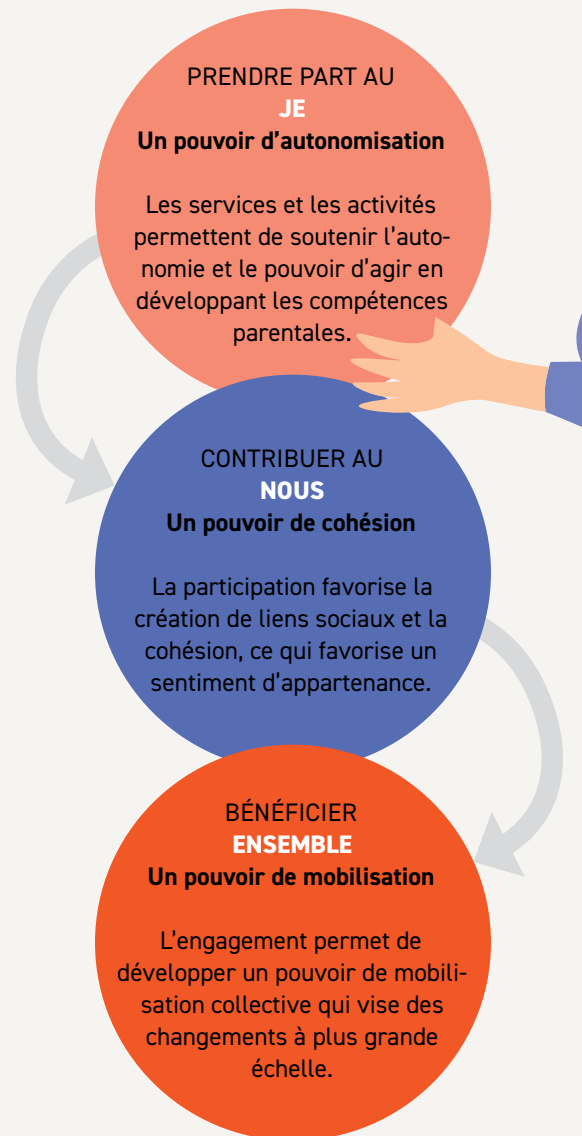 PRENDRE PART AU
JE
Un pouvoir d'autonomisation
Les services et les activités
permettent de soutenir l'auto-
nomie et le pouvoir d'agir en
développant les compétences
parentales.
CONTRIBUER AU
NOUS
Un pouvoir de cohésion
La participation favorise la
création de liens sociaux et la
cohésion, ce qui favorise un
sentiment d'appartenance.
BÉNÉFICIER
ENSEMBLE
Un pouvoir de mobilisation
L'engagement permet de
développer un pouvoir de mobili-
sation collective qui vise des
changements à plus grande
échelle.